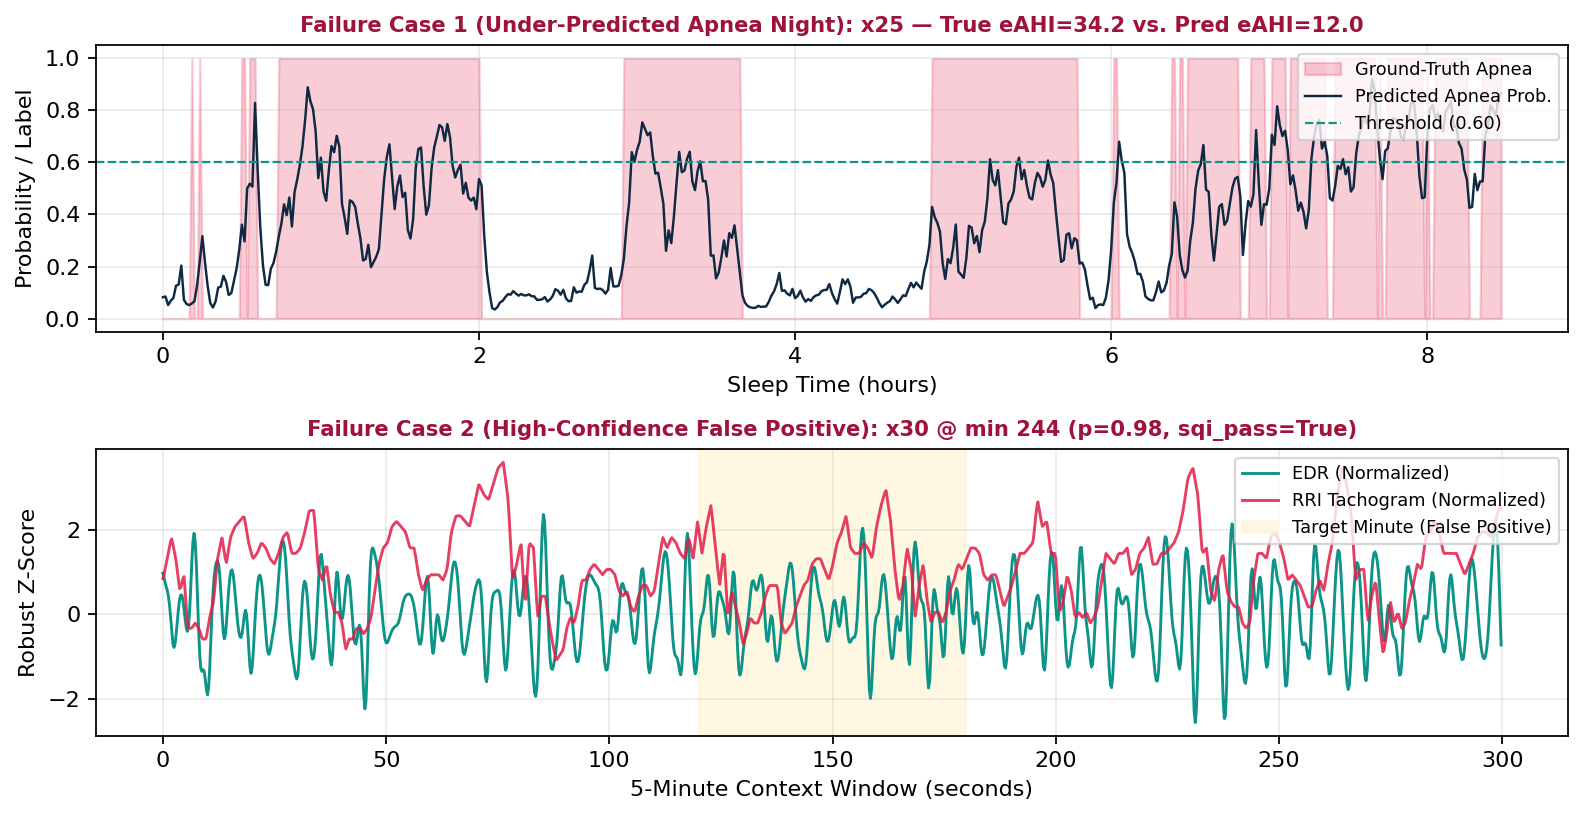 Failure Case 1 (Under-Predicted Apnea Night): x25 — True eAHI=34.2 vs. Pred eAHI=12.0
Probability / Label
1.0
0.8
0.6
0.4
0.2
0.0
Ground-Truth Apnea
Predicted Apnea Prob.
Threshold (0.60)
0 2 4 6 8
Sleep Time (hours)
Failure Case 2 (High-Confidence False Positive): x30 @ min 244 (p=0.98, sqi_pass=True)
Robust Z-Score
2
0
−2
EDR (Normalized)
RRI Tachogram (Normalized)
Target Minute (False Positive)
0 50 100 150 200 250 300
5-Minute Context Window (seconds)